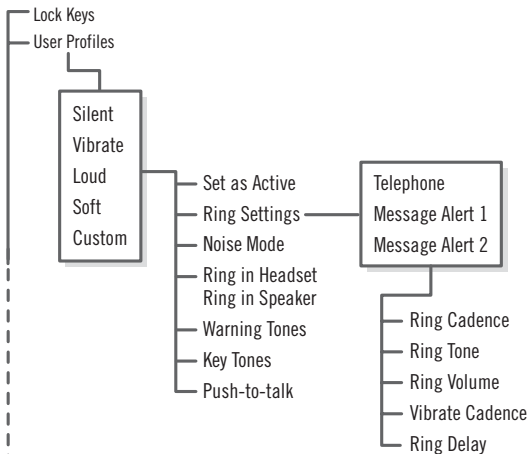 Lock Keys
User Profiles
Silent
Vibrate
Loud
Soft
Custom
Set as Active
Ring Settings
Noise Mode
Ring in Headset
Ring in Speaker
Warning Tones
Key Tones
Push-to-talk
Telephone
Message Alert 1
Message Alert 2
Ring Cadence
Ring Tone
Ring Volume
Vibrate Cadence
Ring Delay